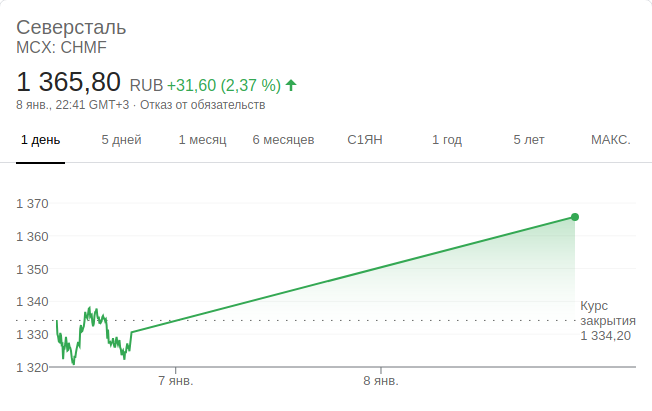 Северсталь
MCX: CHMF
1 365,80 RUB +31,60 (2,37 %)
8 янв., 22:41 GMT+3 · Отказ от обязательств
1 день 5 дней 1 месяц 6 месяцев С1ЯН 1 год 5 лет МАКС.
1 370
1 360
1 350
1 340
1 330
1 320
Курс
закрытия
1 334,20
7 янв. 8 янв.